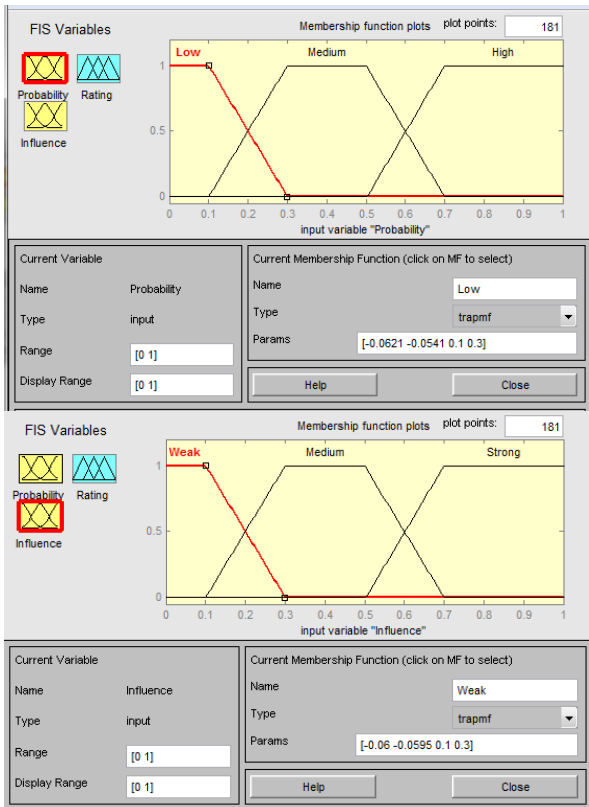 FIS Variables
Membership function plots plot points: 181
Low Medium High
1
Probability Rating
0.5
Influence
0
0 0.1 0.2 0.3 0.4 0.5 0.6 0.7 0.8 0.9 1
input variable "Probability"
Current Variable
Current Membership Function (click on MF to select)
Name Probability
Name Low
Type input
Type trapmf
Range [0 1]
Params [-0.0621 -0.0541 0.1 0.3]
Display Range [0 1]
Help Close
FIS Variables
Membership function plots plot points: 181
Weak Medium Strong
1
Probability Rating
0.5
Influence
0
0 0.1 0.2 0.3 0.4 0.5 0.6 0.7 0.8 0.9 1
input variable "Influence"
Current Variable
Current Membership Function (click on MF to select)
Name Influence
Name Weak
Type input
Type trapmf
Range [0 1]
Params [-0.06 -0.0595 0.1 0.3]
Display Range [0 1]
Help Close